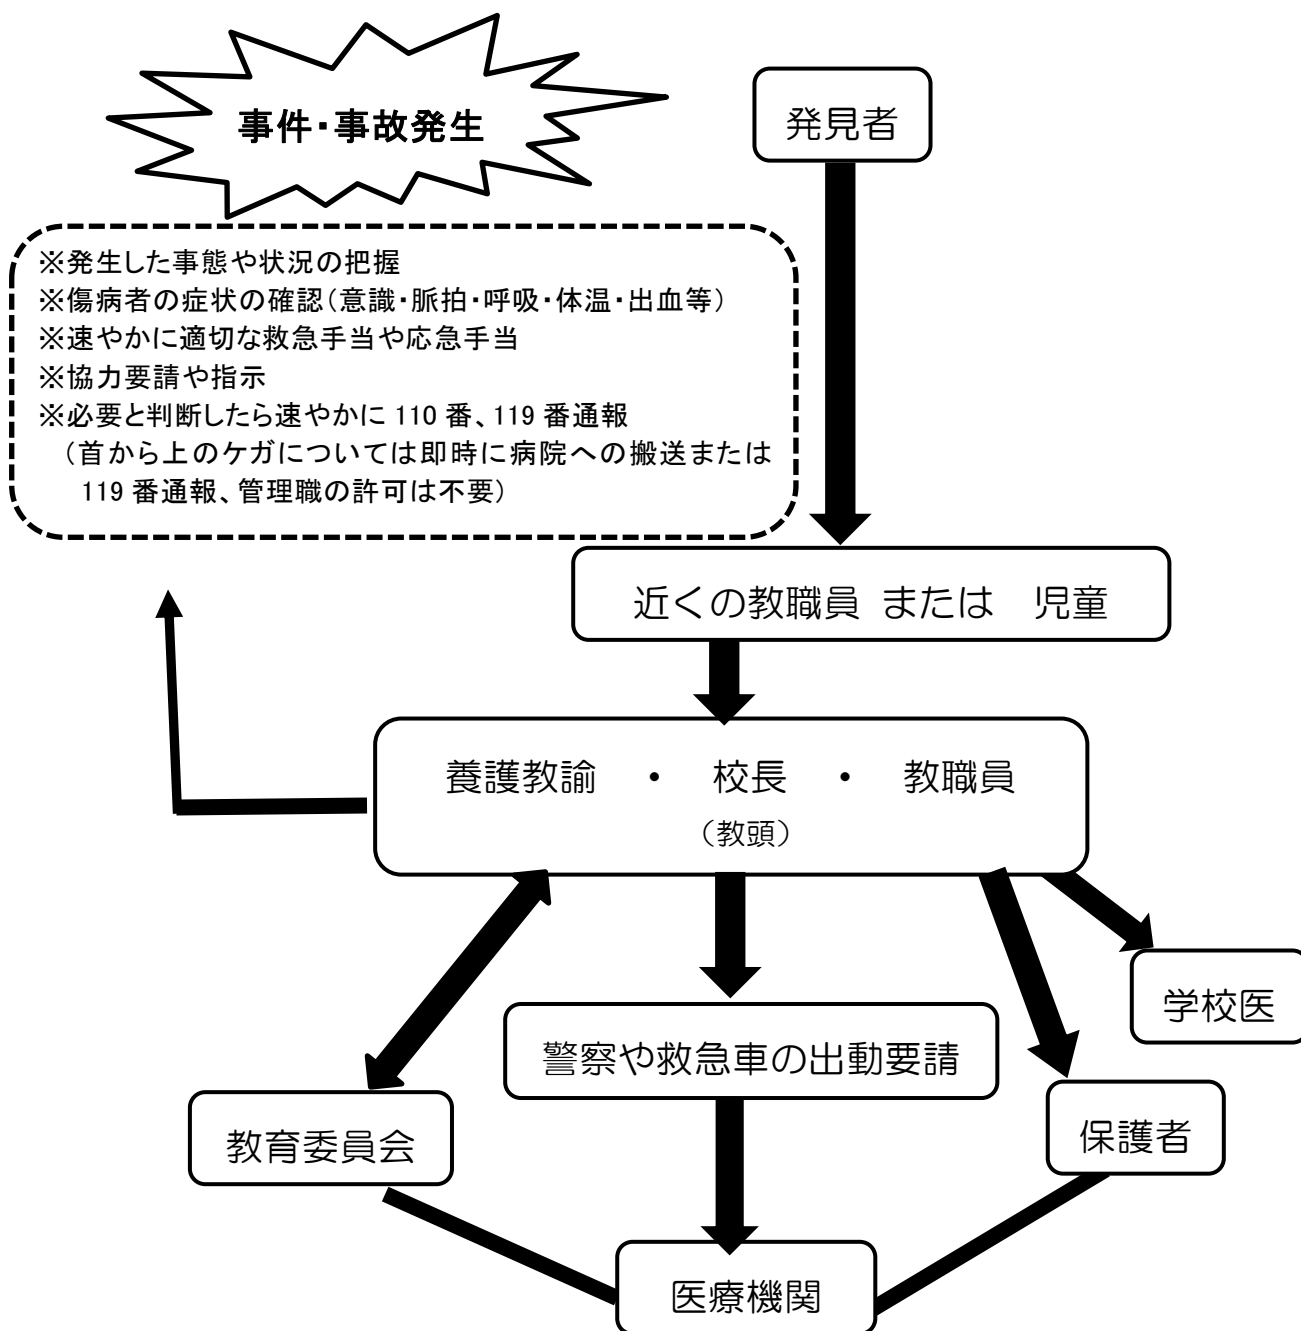 事件・事故発生
発見者
※発生した事態や状況の把握
※傷病者の症状の確認（意識・脈拍・呼吸・体温・出血等）
※速やかに適切な救急手当や応急手当
※協力要請や指示
※必要と判断したら速やかに 110 番、119 番通報
（首から上のケガについては即時に病院への搬送または
119 番通報、管理職の許可は不要）
近くの教職員 または　児童
養護教諭　・　校長　・　教職員
（教頭）
学校医
警察や救急車の出動要請
教育委員会
保護者
医療機関